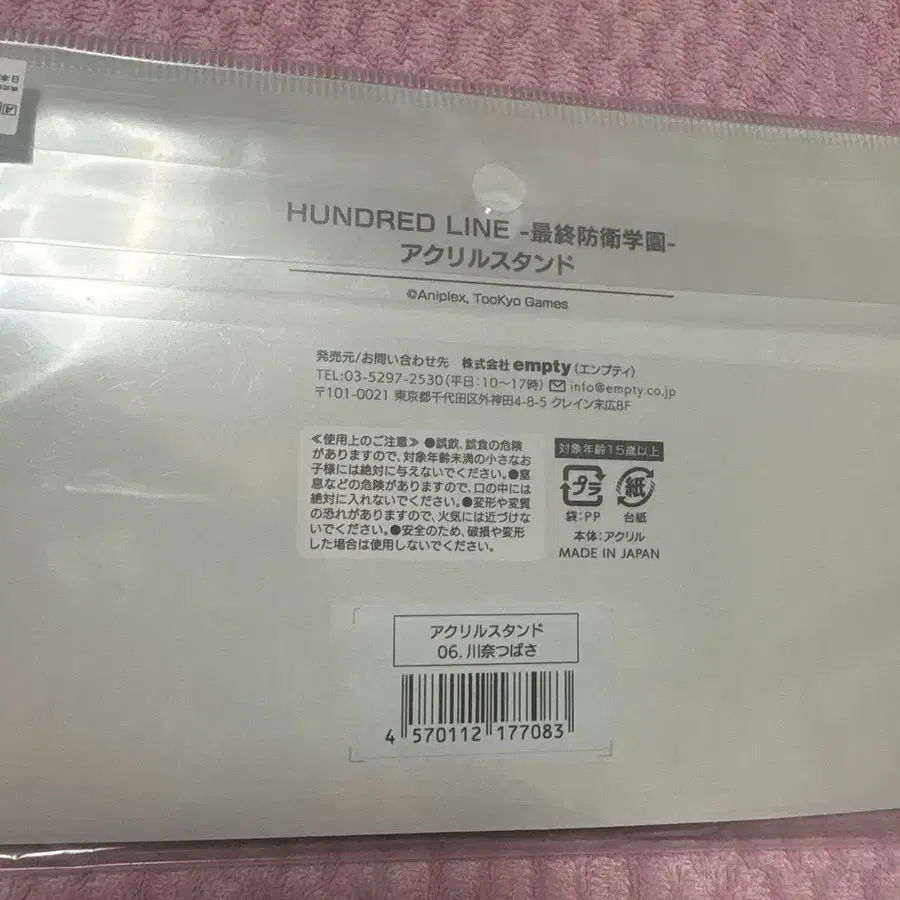 HUNDRED LINE -最終防衛学園-
アクリルスタンド
©Aniplex, TooKyo Games
発売元/お問い合わせ先 株式会社empty(エンプティ)
TEL:03-5297-2530(平日:10～17時) info@empty.co.jp
〒101-0021 東京都千代田区外神田4-8-5 クレイン末広8F
≪使用上のご注意≫ ●誤飲、誤食の危険
がありますので、対象年齢未満の小さなお
子様には絶対に与えないでください。●窒
息などの危険がありますので、口の中には
絶対に入れないでください。●変形や変質
の恐れがありますので、火気には近づけな
いでください。●安全のため、破損や変形
した場合は使用しないでください。
対象年齢15歳以上
プラ 紙
袋:PP 台紙
本体:アクリル
MADE IN JAPAN
アクリルスタンド
06. 川奈つばさ
4 570112 177083